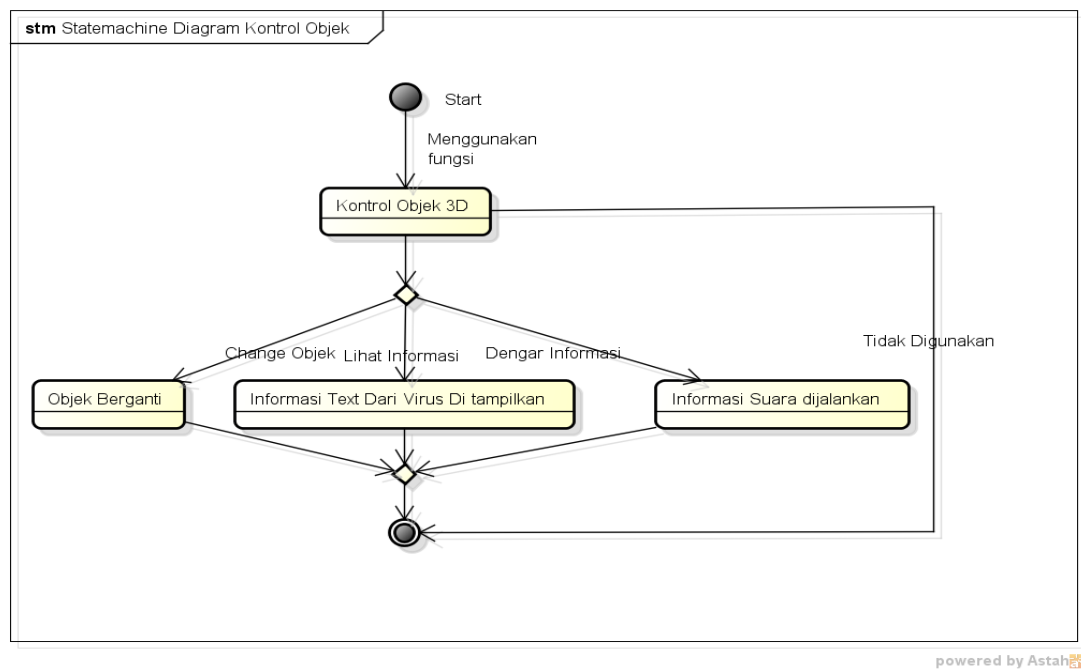 stm Statemachine Diagram Kontrol Objek
Start
Menggunakan
fungsi
Kontrol Objek 3D
Tidak Digunakan
Change Objek
Lihat Informasi
Dengar Informasi
Objek Berganti
Informasi Text Dari Virus Di tampilkan
Informasi Suara dijalankan
powered by Astah